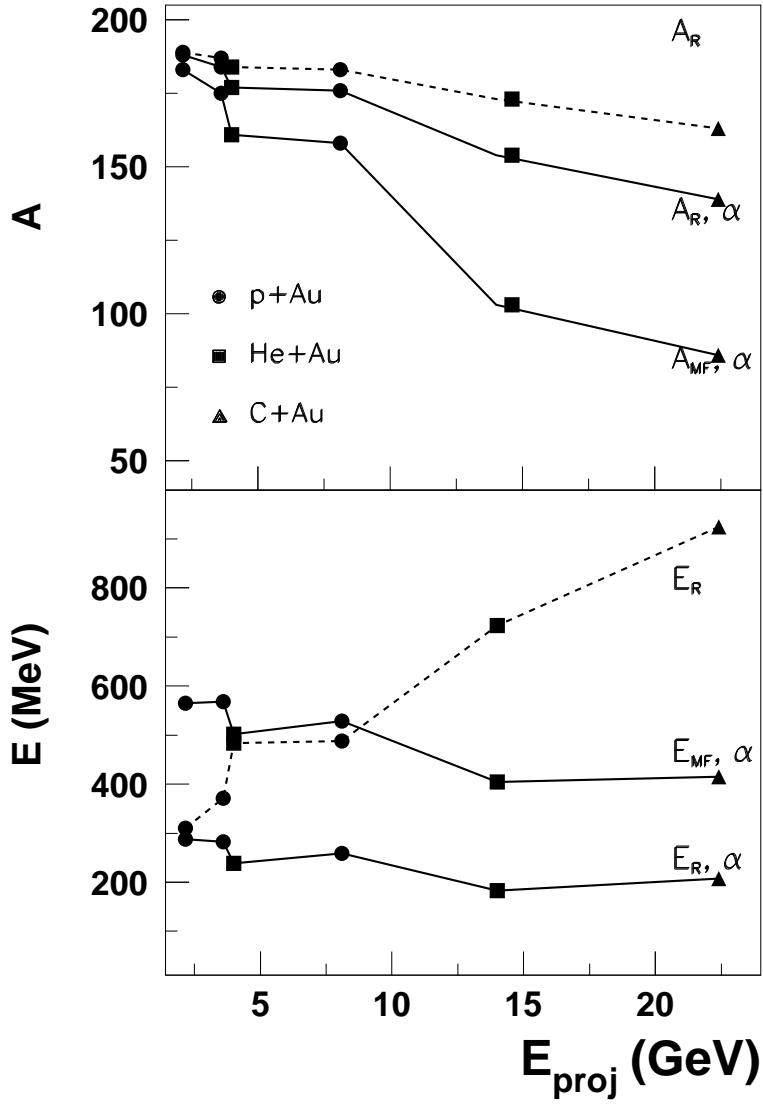 200
A_R
150
A
A_R, α
p+Au
100
He+Au
A_MF, α
C+Au
50
800
E_R
600
E (MeV)
E_MF, α
400
E_R, α
200
5 10 15 20
E_proj (GeV)